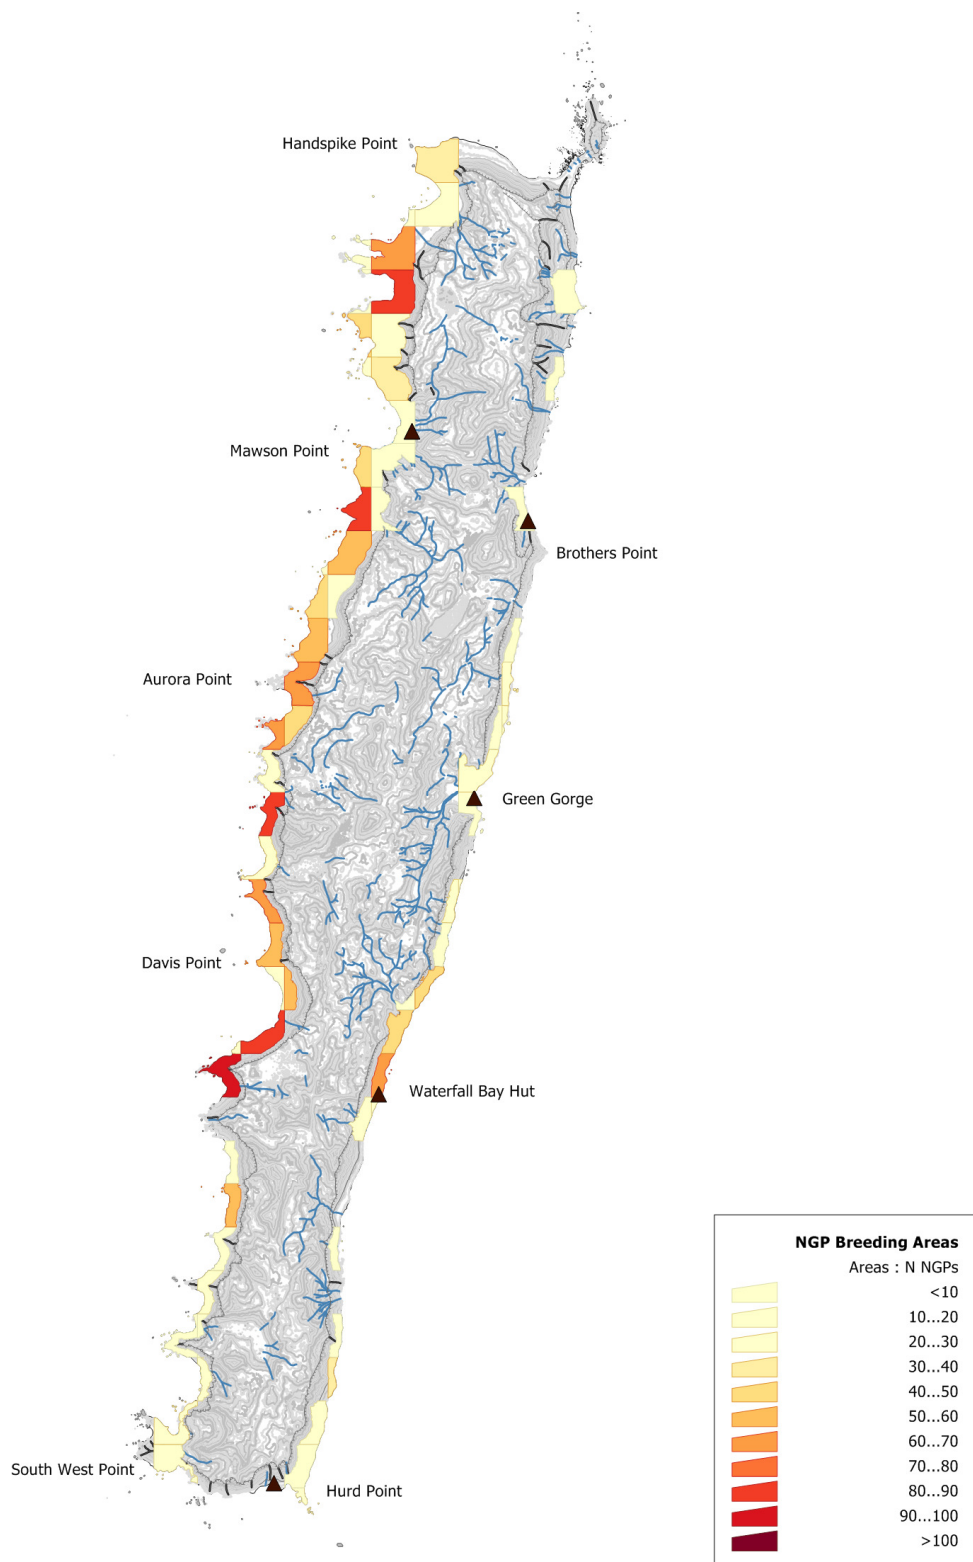 Handspike Point
Mawson Point
Brothers Point
Aurora Point
Green Gorge
Davis Point
Waterfall Bay Hut
South West Point
Hurd Point
NGP Breeding Areas
Areas : N NGPs
<10
10...20
20...30
30...40
40...50
50...60
60...70
70...80
80...90
90...100
>100